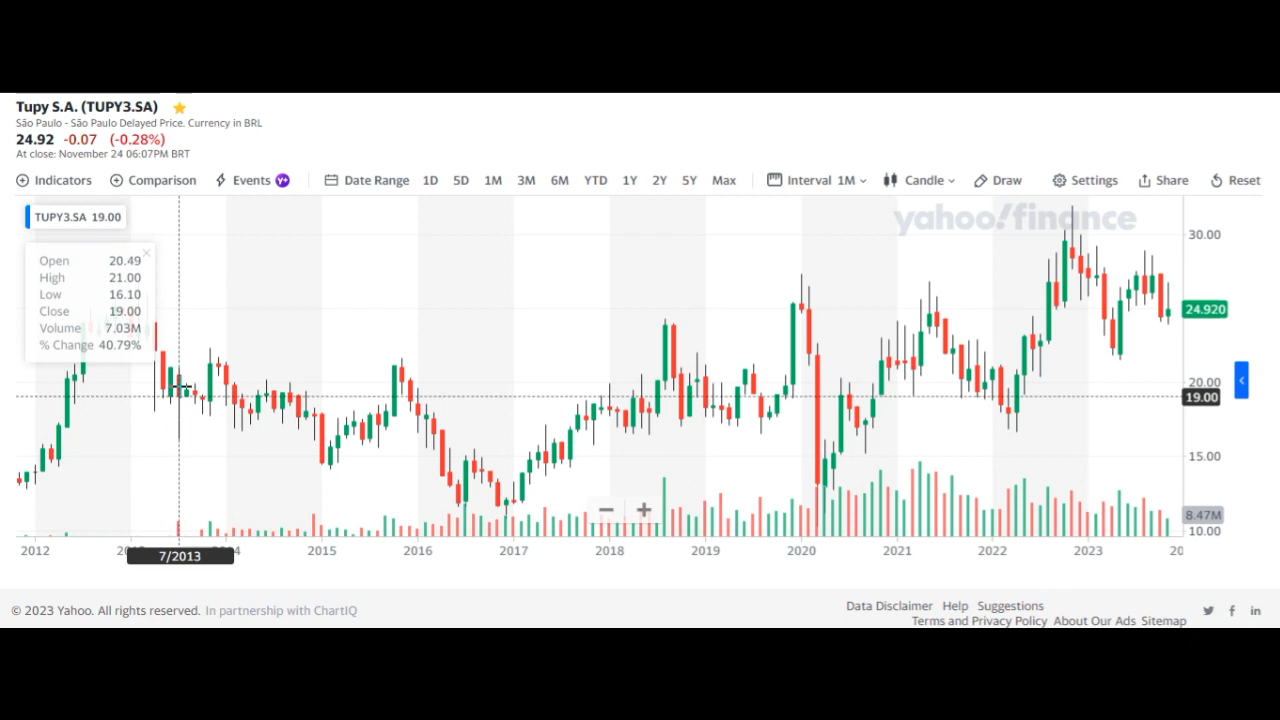 Tupy S.A. (TUPY3.SA)
São Paulo - São Paulo Delayed Price. Currency in BRL
24.92 -0.07 (-0.28%)
At close: November 24 06:07PM BRT
Indicators Comparison Events Y+ Date Range 1D 5D 1M 3M 6M YTD 1Y 2Y 5Y Max Interval 1M Candle Draw Settings Share Reset
TUPY3.SA 19.00
yahoo!finance
30.00
Open 20.49
High 21.00
Low 16.10
Close 19.00
Volume 7.03M
% Change 40.79%
24.920
20.00
19.00
15.00
8.47M
10.00
2012 2015 2016 2017 2018 2019 2020 2021 2022 2023 20
7/2013
© 2023 Yahoo. All rights reserved. In partnership with ChartIQ
Data Disclaimer Help Suggestions
Terms and Privacy Policy About Our Ads Sitemap